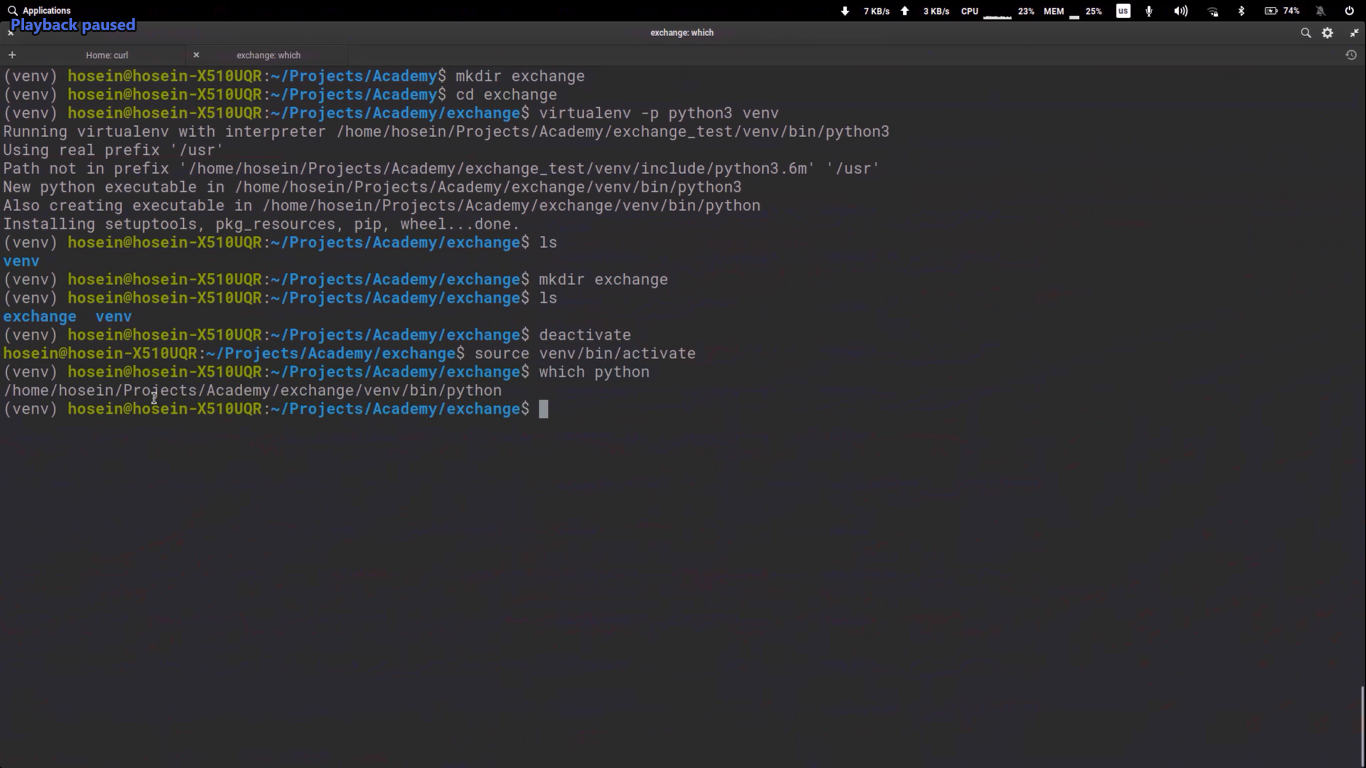 Applications
7 KB/s 3 KB/s CPU 23% MEM 25% us 74%
Playback paused
exchange: which
Home: curl
exchange: which
(venv) hosein@hosein-X510UQR:~/Projects/Academy$ mkdir exchange
(venv) hosein@hosein-X510UQR:~/Projects/Academy$ cd exchange
(venv) hosein@hosein-X510UQR:~/Projects/Academy/exchange$ virtualenv -p python3 venv
Running virtualenv with interpreter /home/hosein/Projects/Academy/exchange_test/venv/bin/python3
Using real prefix '/usr'
Path not in prefix '/home/hosein/Projects/Academy/exchange_test/venv/include/python3.6m' '/usr'
New python executable in /home/hosein/Projects/Academy/exchange/venv/bin/python3
Also creating executable in /home/hosein/Projects/Academy/exchange/venv/bin/python
Installing setuptools, pkg_resources, pip, wheel...done.
(venv) hosein@hosein-X510UQR:~/Projects/Academy/exchange$ ls
venv
(venv) hosein@hosein-X510UQR:~/Projects/Academy/exchange$ mkdir exchange
(venv) hosein@hosein-X510UQR:~/Projects/Academy/exchange$ ls
exchange venv
(venv) hosein@hosein-X510UQR:~/Projects/Academy/exchange$ deactivate
hosein@hosein-X510UQR:~/Projects/Academy/exchange$ source venv/bin/activate
(venv) hosein@hosein-X510UQR:~/Projects/Academy/exchange$ which python
/home/hosein/Projects/Academy/exchange/venv/bin/python
(venv) hosein@hosein-X510UQR:~/Projects/Academy/exchange$